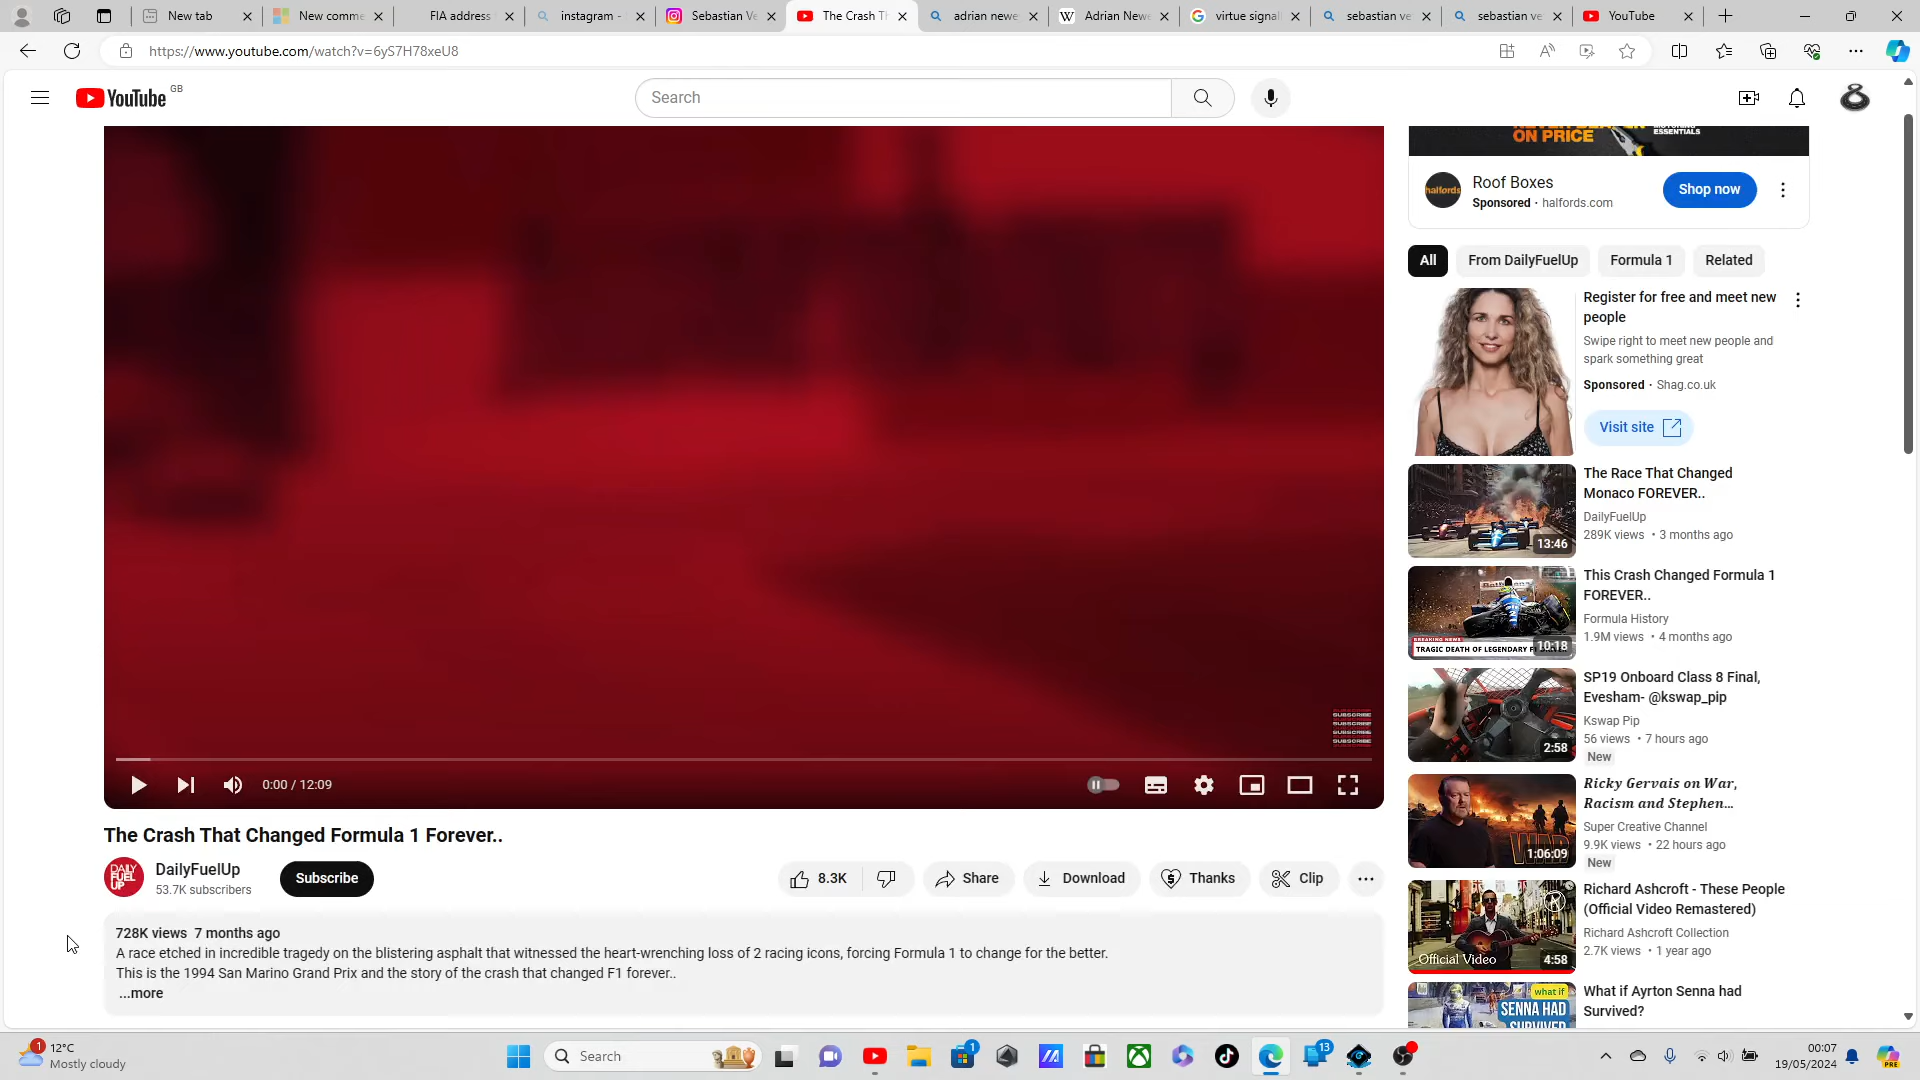 New tab
New comme
FIA address
instagram -
Sebastian Ve
The Crash Th
adrian newe
Adrian Newe
virtue signal
sebastian ve
sebastian ve
YouTube
https://www.youtube.com/watch?v=6yS7H78xeU8
YouTube GB
Search
ON PRICE
ESSENTIALS
halfords
Roof Boxes
Sponsored · halfords.com
Shop now
All
From DailyFuelUp
Formula 1
Related
Register for free and meet new
people
Swipe right to meet new people and
spark something great
Sponsored · Shag.co.uk
Visit site
The Race That Changed
Monaco FOREVER..
DailyFuelUp
289K views • 3 months ago
13:46
This Crash Changed Formula 1
FOREVER..
Formula History
1.9M views • 4 months ago
BREAKING NEWS
TRAGIC DEATH OF LEGENDARY F1
10:18
SP19 Onboard Class 8 Final,
Evesham- @kswap_pip
Kswap Pip
56 views • 7 hours ago
New
2:58
Ricky Gervais on War,
Racism and Stephen...
Super Creative Channel
9.9K views • 22 hours ago
New
WAR
1:06:09
Richard Ashcroft - These People
(Official Video Remastered)
Richard Ashcroft Collection
2.7K views • 1 year ago
Official Video
4:58
What if Ayrton Senna had
Survived?
what if
SENNA HAD
SURVIVED
SUBSCRIBE
SUBSCRIBE
SUBSCRIBE
SUBSCRIBE
0:00 / 12:09
The Crash That Changed Formula 1 Forever..
DAILY
FUEL
UP
DailyFuelUp
53.7K subscribers
Subscribe
8.3K
Share
Download
Thanks
Clip
728K views 7 months ago
A race etched in incredible tragedy on the blistering asphalt that witnessed the heart-wrenching loss of 2 racing icons, forcing Formula 1 to change for the better.
This is the 1994 San Marino Grand Prix and the story of the crash that changed F1 forever..
...more
1
12°C
Mostly cloudy
Search
1
13
00:07
19/05/2024
PRE